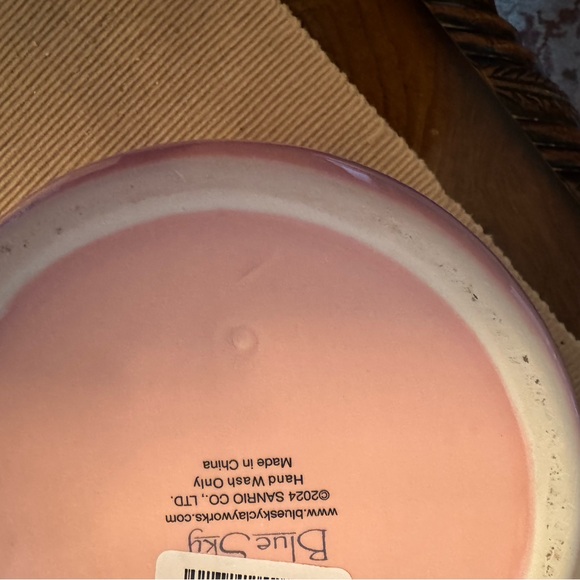 Blue Sky
www.blueskyclayworks.com
©2024 SANRIO CO., LTD.
Hand Wash Only
Made in China